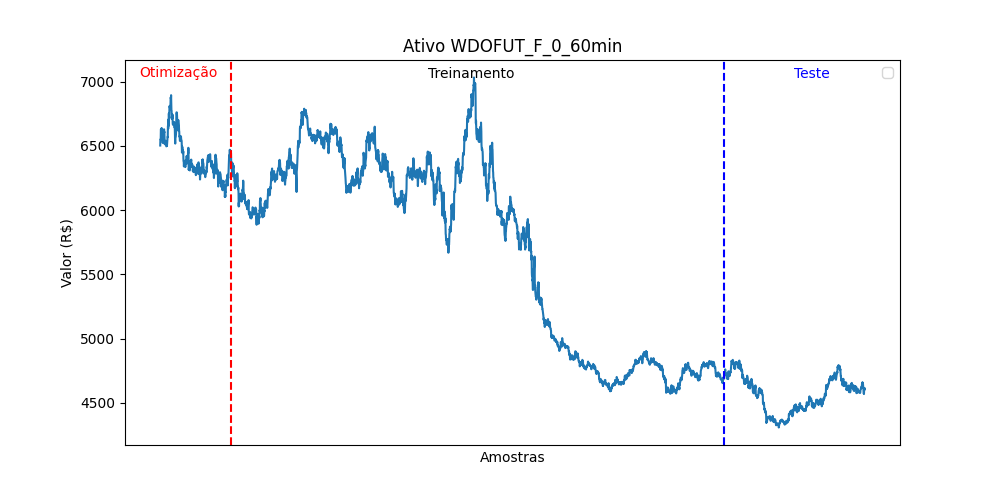 Ativo WDOFUT_F_0_60min
Otimização
Treinamento
Teste
7000
6500
6000
5500
5000
4500
Valor (R$)
Amostras